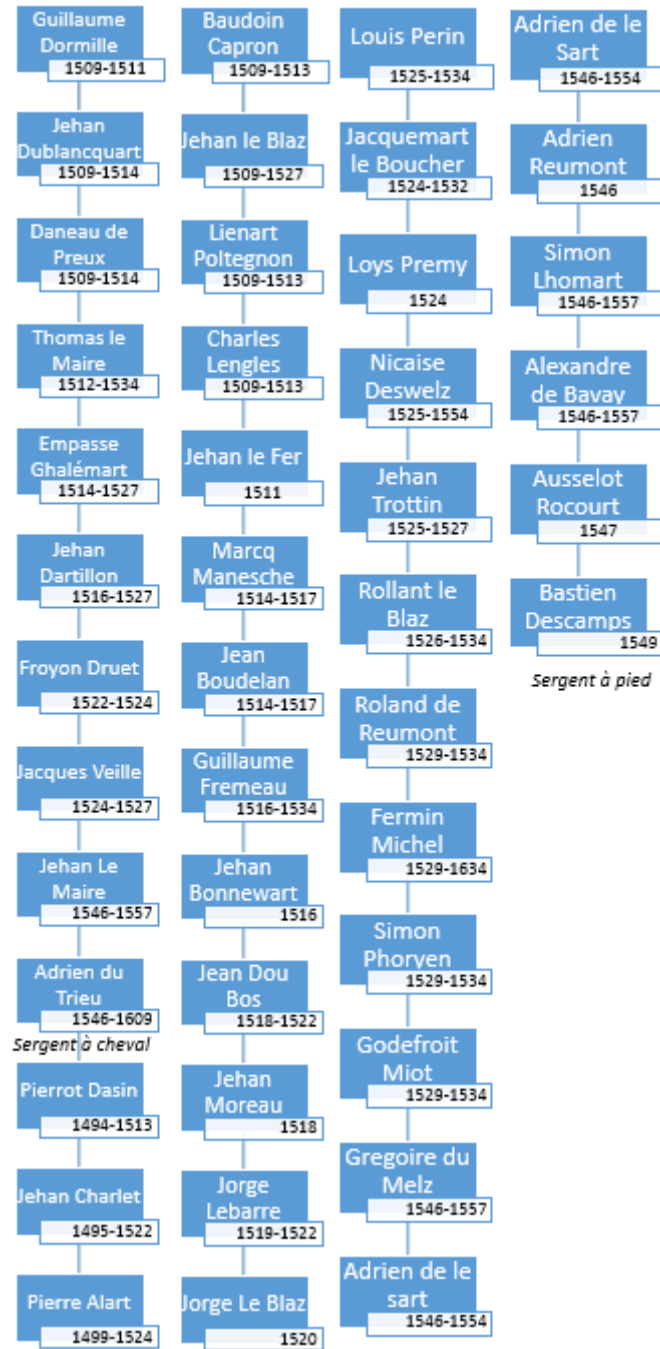 Guillaume
Dormille
1509-1511
Jehan
Dublancquart
1509-1514
Daneau de
Preux
1509-1514
Thomas le
Maire
1512-1534
Empasse
Ghalémart
1514-1527
Jehan
Dartillon
1516-1527
Froyon Druet
1522-1524
Jacques Veille
1524-1527
Jehan Le
Maire
1546-1557
Adrien du
Trieu
1546-1609
Sergent à cheval
Pierrot Dasin
1494-1513
Jehan Charlet
1495-1522
Pierre Alart
1499-1524
Baudoin
Capron
1509-1513
Jehan le Blaz
1509-1527
Lienart
Poltegnon
1509-1513
Charles
Lengles
1509-1513
Jehan le Fer
1511
Marcq
Manesche
1514-1517
Jean
Boudelan
1514-1517
Guillaume
Fremeau
1516-1534
Jehan
Bonnewart
1516
Jean Dou
Bos
1518-1522
Jehan
Moreau
1518
Jorge
Lebarre
1519-1522
Jorge Le Blaz
1520
Louis Perin
1525-1534
Jacquemart
le Boucher
1524-1532
Loys Premy
1524
Nicaise
Deswelz
1525-1554
Jehan
Trottin
1525-1527
Rollant le
Blaz
1526-1534
Roland de
Reumont
1529-1534
Fermin
Michel
1529-1634
Simon
Phoryen
1529-1534
Godefroit
Miot
1529-1534
Gregoire du
Melz
1546-1557
Adrien de le
sart
1546-1554
Adrien de le
Sart
1546-1554
Adrien
Reumont
1546
Simon
Lhomart
1546-1557
Alexandre
de Bavay
1546-1557
Ausselot
Rocourt
1547
Bastien
Descamps
1549
Sergent à pied